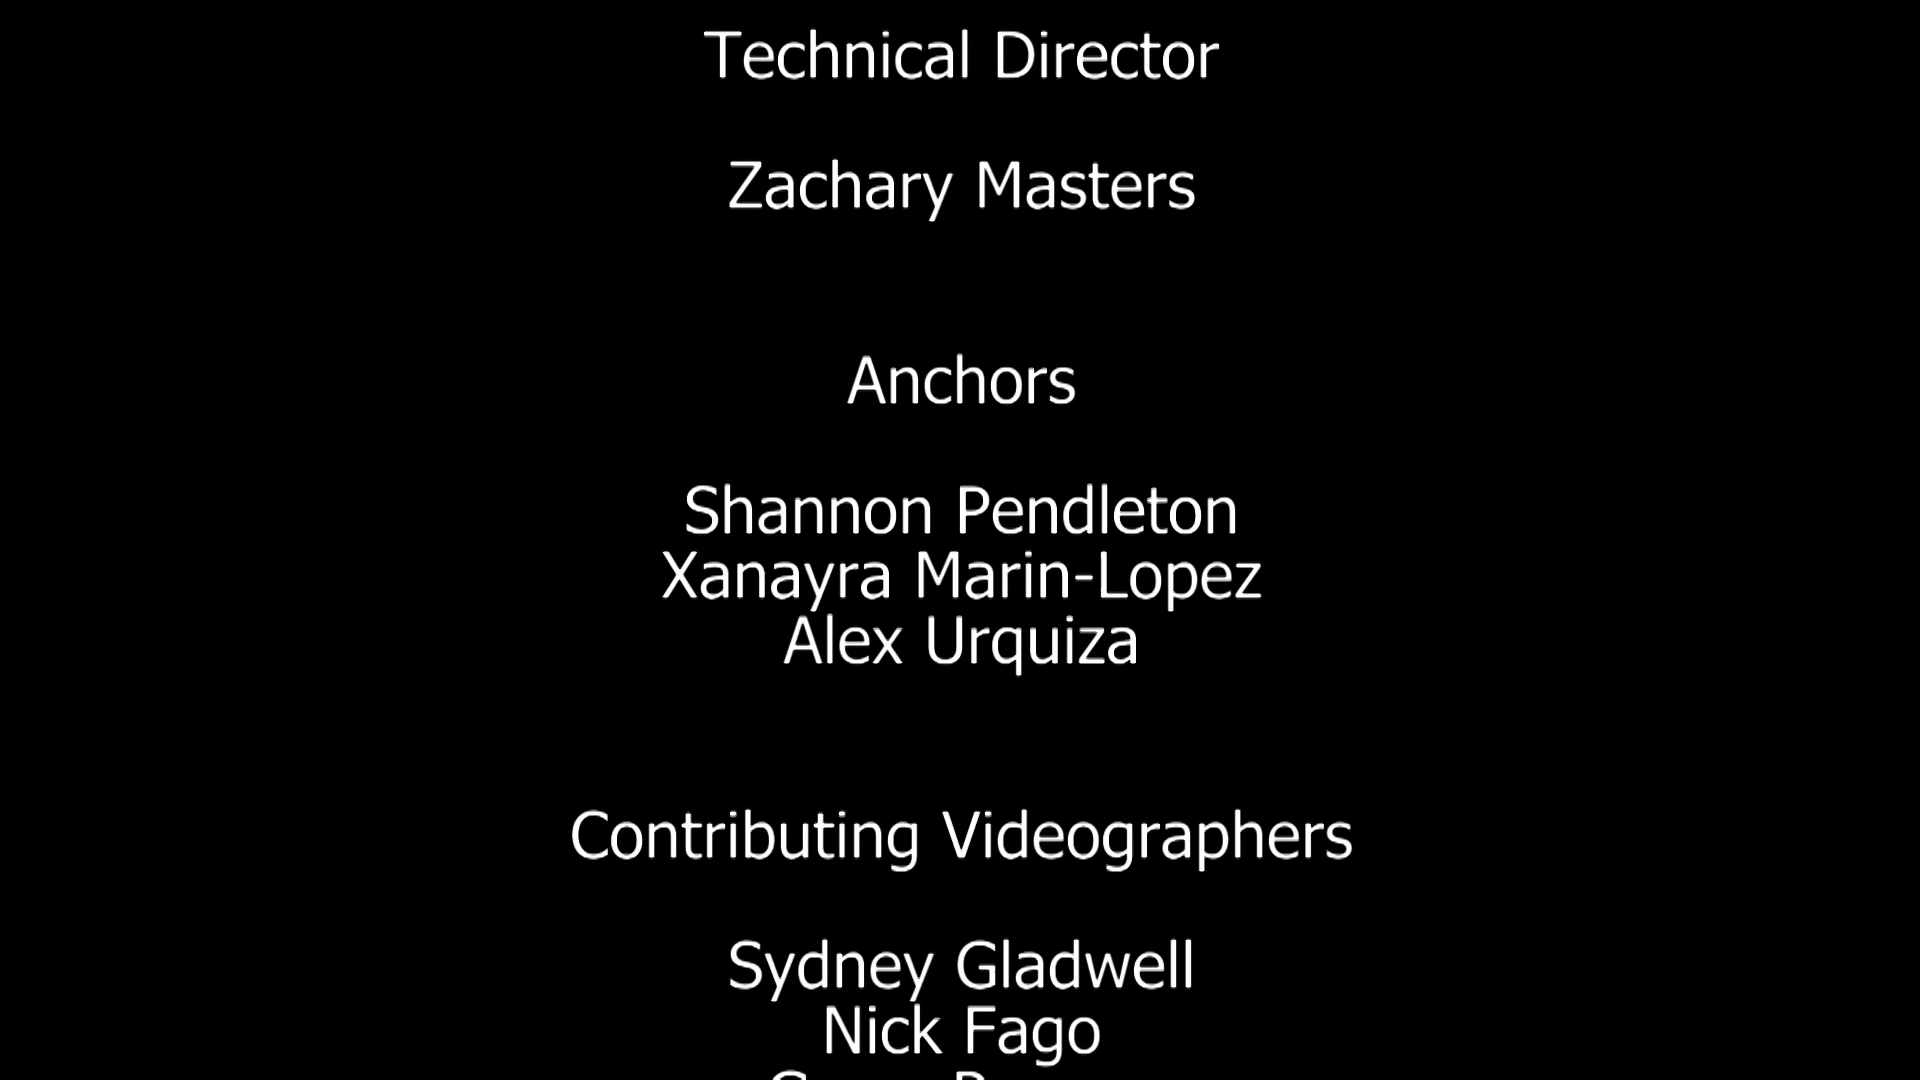 Technical Director
Zachary Masters
Anchors
Shannon Pendleton
Xanayra Marin-Lopez
Alex Urquiza
Contributing Videographers
Sydney Gladwell
Nick Fago